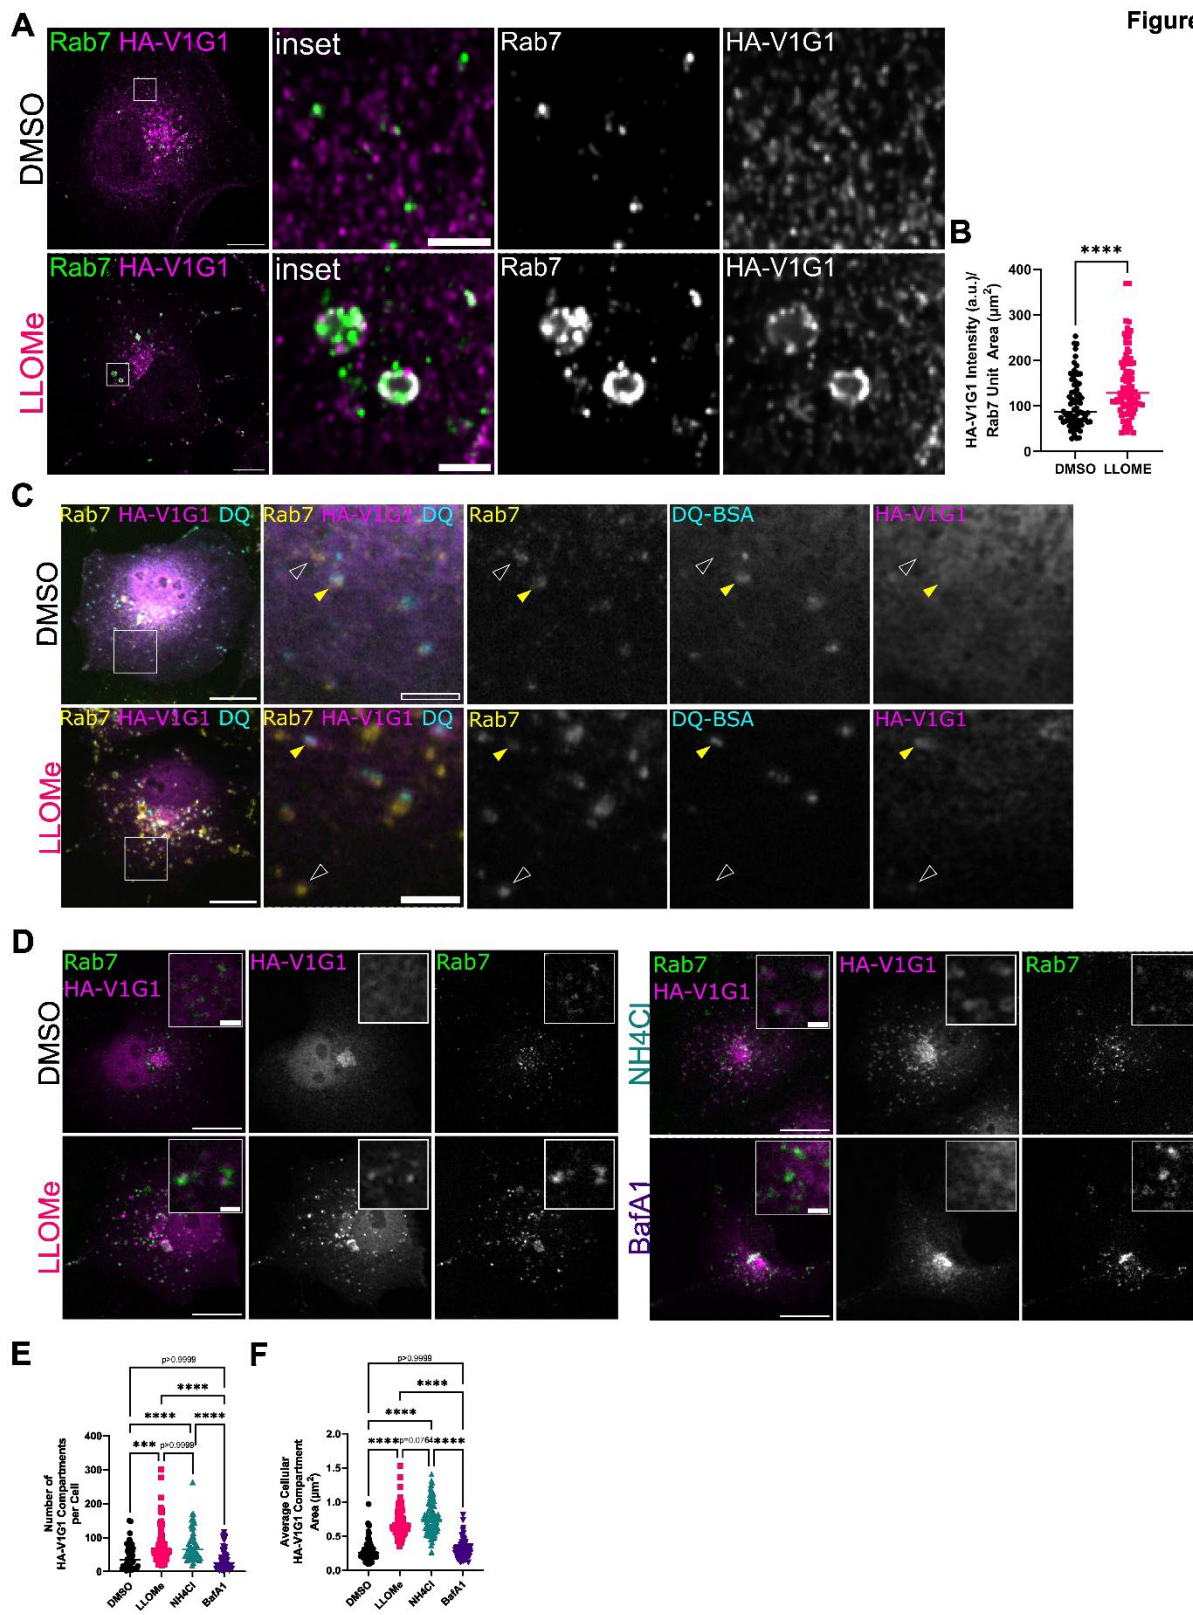 Figure
A
Rab7 HA-V1G1
inset
Rab7
HA-V1G1
DMSO
Rab7 HA-V1G1
inset
Rab7
HA-V1G1
LLOMe
B
****
400
300
200
100
0
HA-V1G1 Intensity (a.u.)/
Rab7 Unit Area (µm²)
DMSO LLOME
C
Rab7 HA-V1G1 DQ
Rab7 HA-V1G1 DQ
Rab7
DQ-BSA
HA-V1G1
DMSO
Rab7 HA-V1G1 DQ
Rab7 HA-V1G1 DQ
Rab7
DQ-BSA
HA-V1G1
LLOMe
D
Rab7
HA-V1G1
HA-V1G1
Rab7
DMSO
LLOMe
Rab7
HA-V1G1
HA-V1G1
Rab7
NH4Cl
BafA1
E
p>0.9999
****
**** ****
*** p>0.9999
400
300
200
100
0
Number of
HA-V1G1 Compartments
per Cell
DMSO LLOMe NH4Cl BafA1
F
p>0.9999
****
****
**** p=0.0764 ****
2.0
1.5
1.0
0.5
0.0
Average Cellular
HA-V1G1 Compartment
Area (µm²)
DMSO LLOMe NH4Cl BafA1